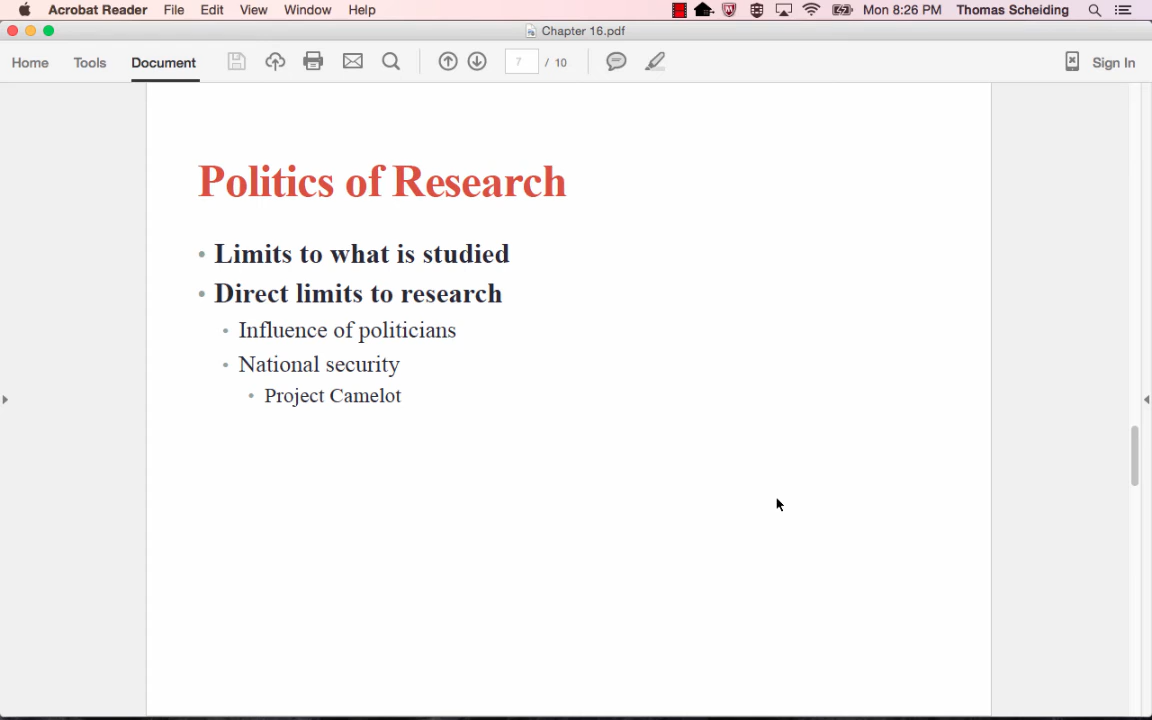 Acrobat Reader File Edit View Window Help Mon 8:26 PM Thomas Scheiding
Chapter 16.pdf
Home Tools Document 7 / 10 Sign In
Politics of Research
• Limits to what is studied
• Direct limits to research
• Influence of politicians
• National security
• Project Camelot